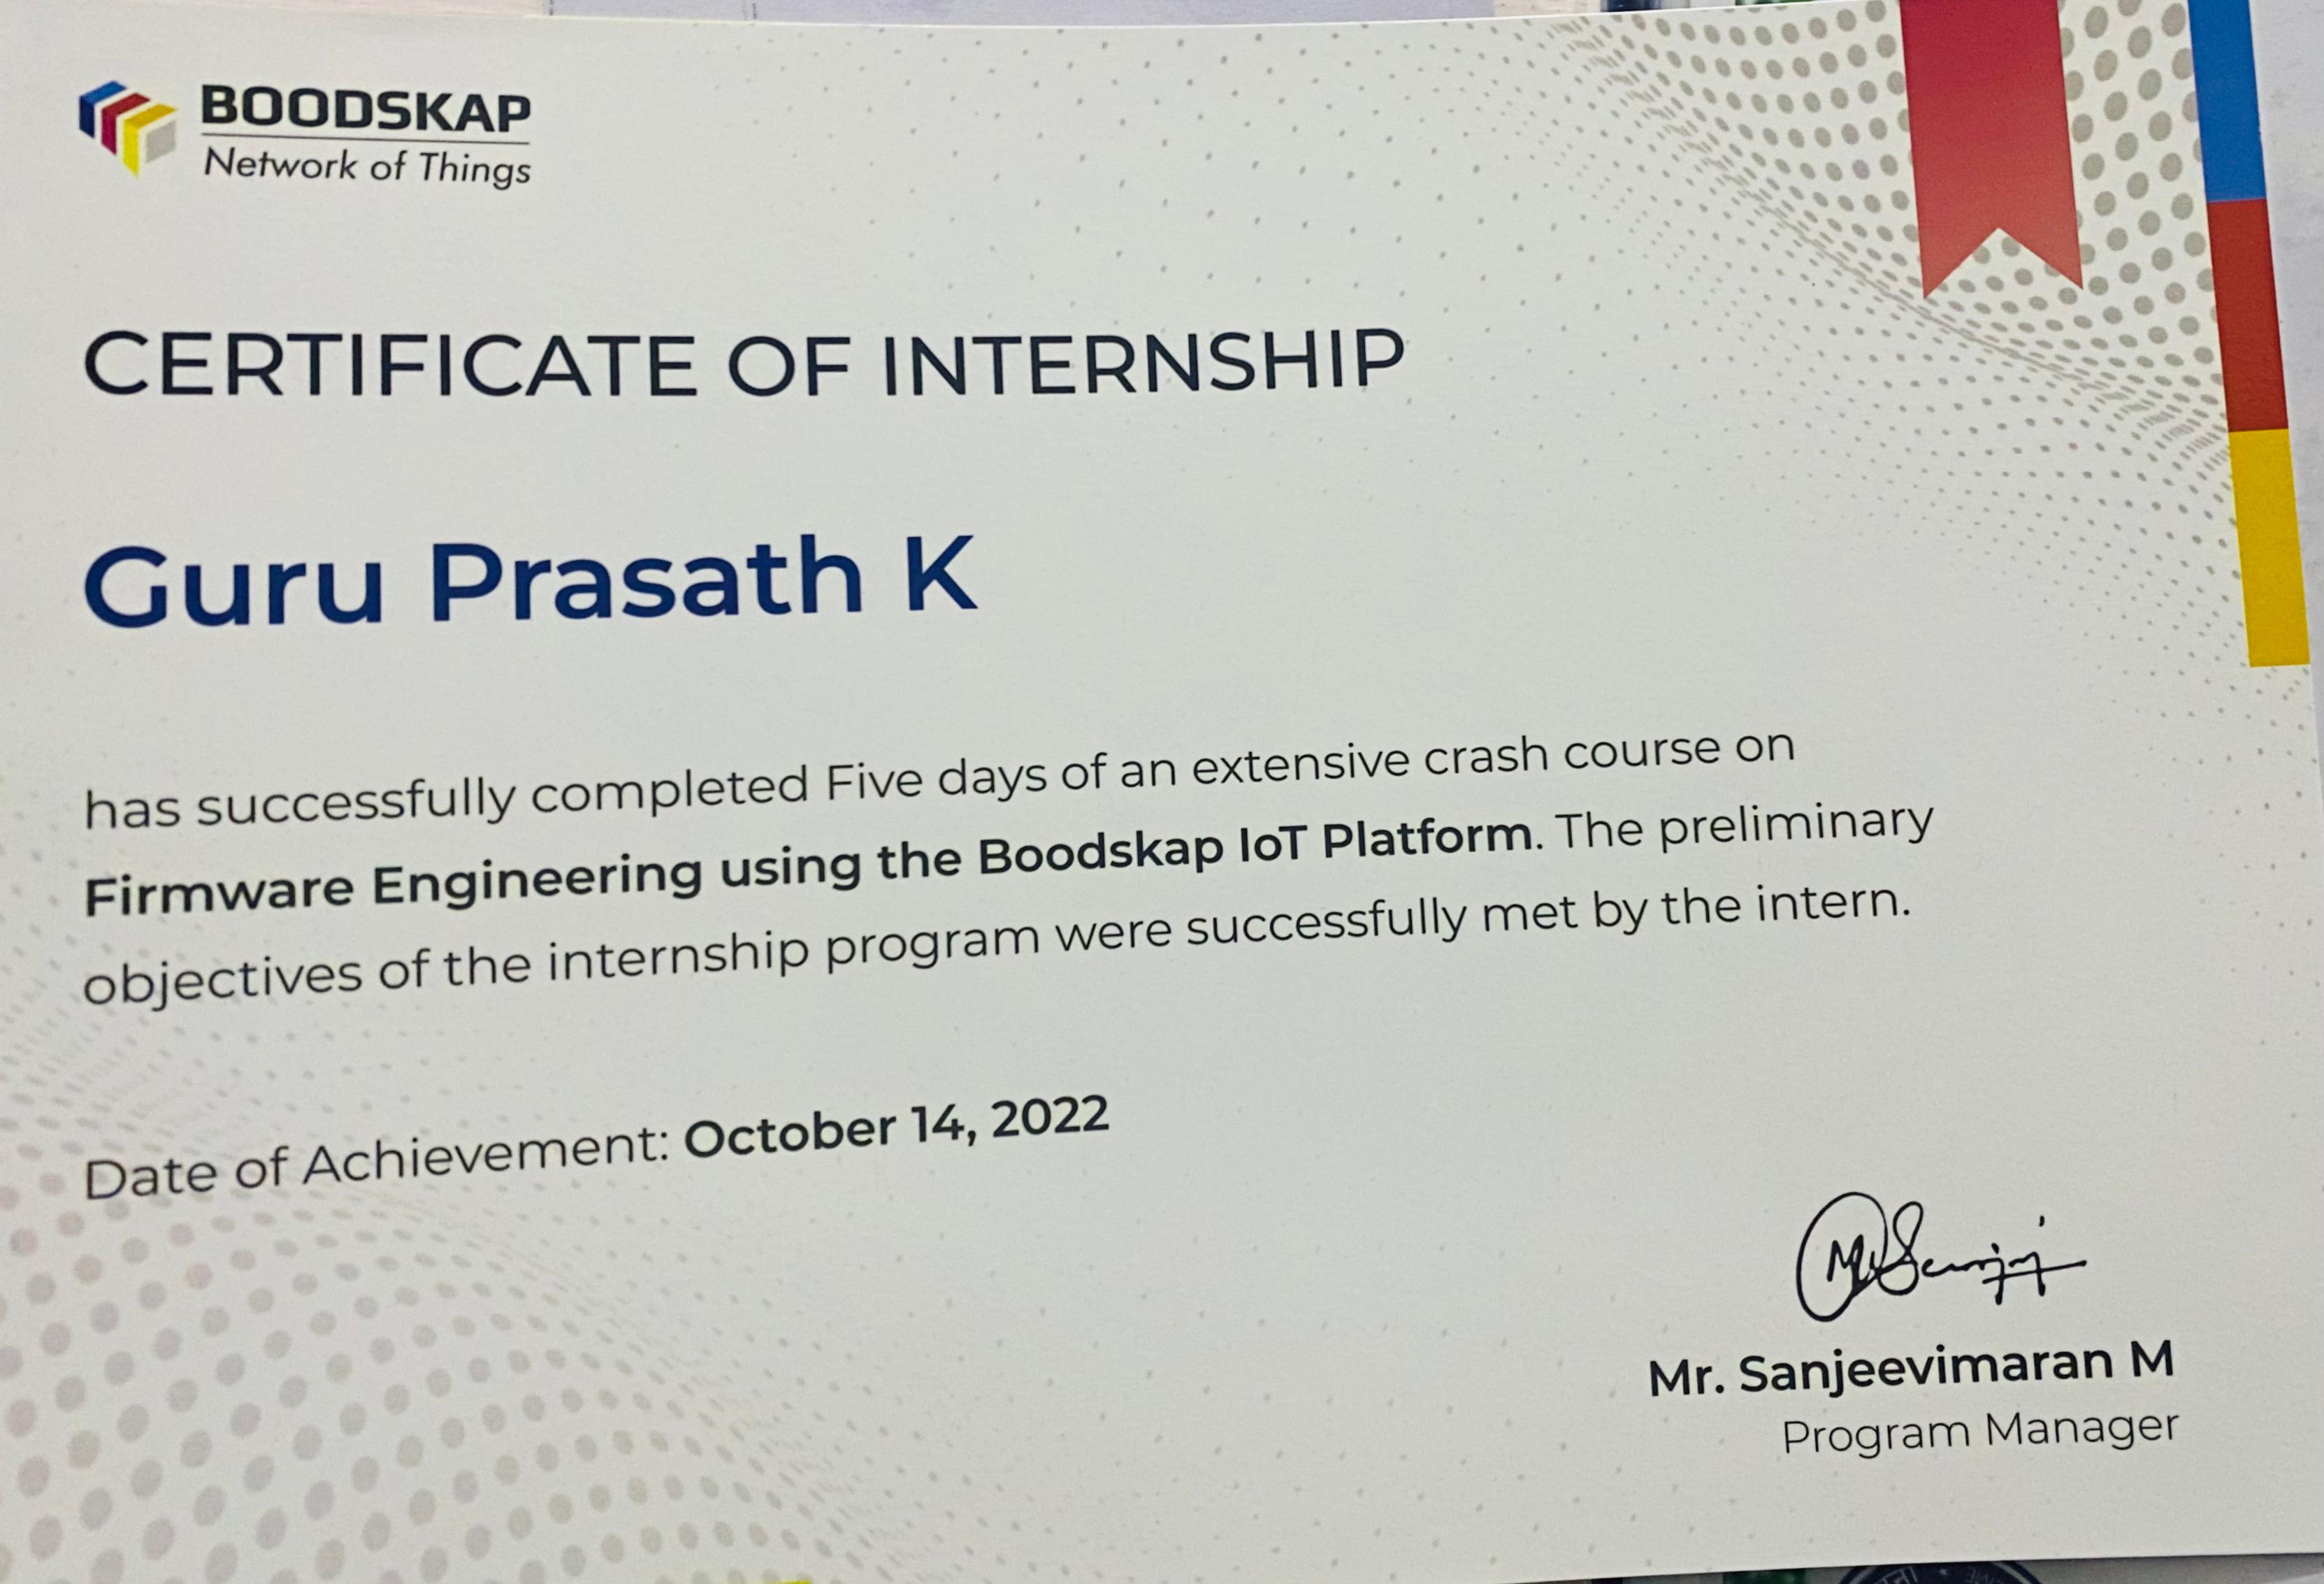 BOODSKAP
Network of Things
CERTIFICATE OF INTERNSHIP
Guru Prasath K
has successfully completed Five days of an extensive crash course on
Firmware Engineering using the Boodskap IoT Platform. The preliminary
objectives of the internship program were successfully met by the intern.
Date of Achievement: October 14, 2022
Mr. Sanjeevimaran M
Program Manager